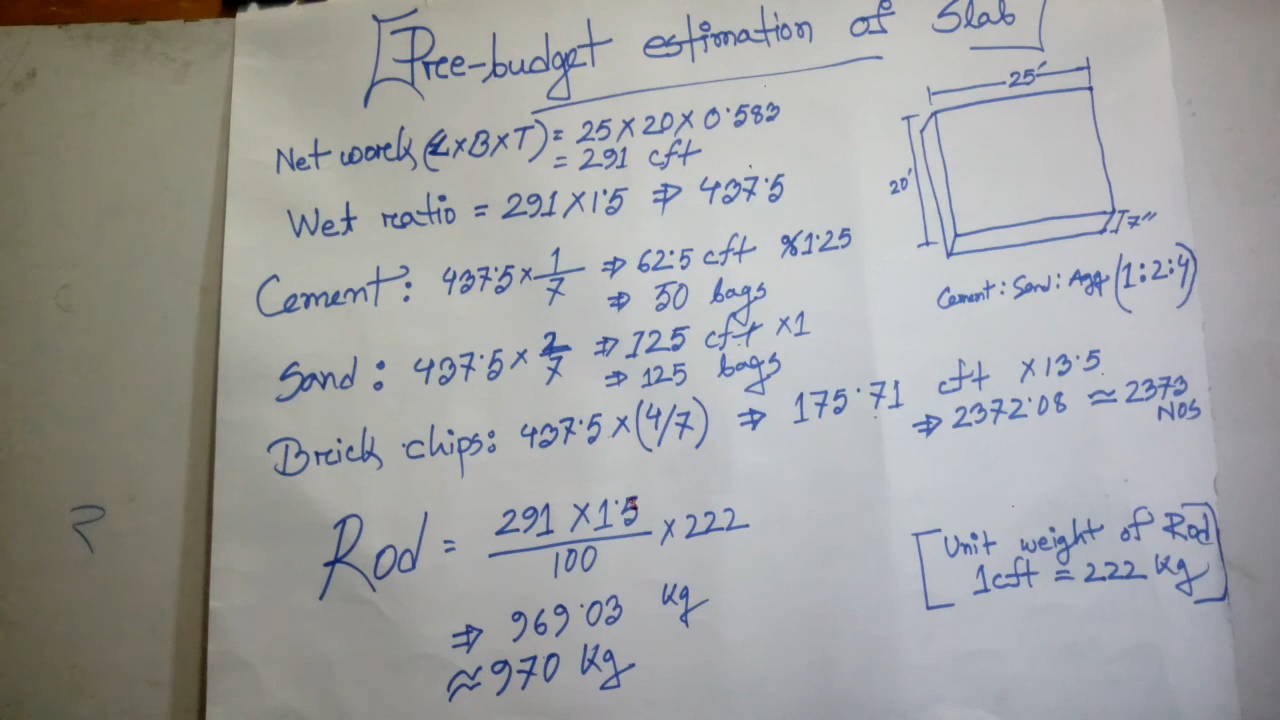 [Pree-budget estimation of Slab]
Net work, (L×B×T) = 25×20×0.583
= 291 cft
Wet ratio = 291×1.5 ⇒ 437.5
Cement: 437.5×1/7 ⇒ 62.5 cft %1.25
⇒ 50 bags
Sand: 437.5×2/7 ⇒ 125 cft ×1
⇒ 125 bags
Brick chips: 437.5×(4/7) ⇒ 175.71 cft ×13.5
⇒ 2372.08 ≈ 2373
NOS
Rod = 291×1.5/100 ×222
⇒ 969.03 kg
≈ 970 kg
25'
20'
7"
Cement: Sand: Agg (1:2:4)
[Unit weight of Rod
1cft = 222 kg]